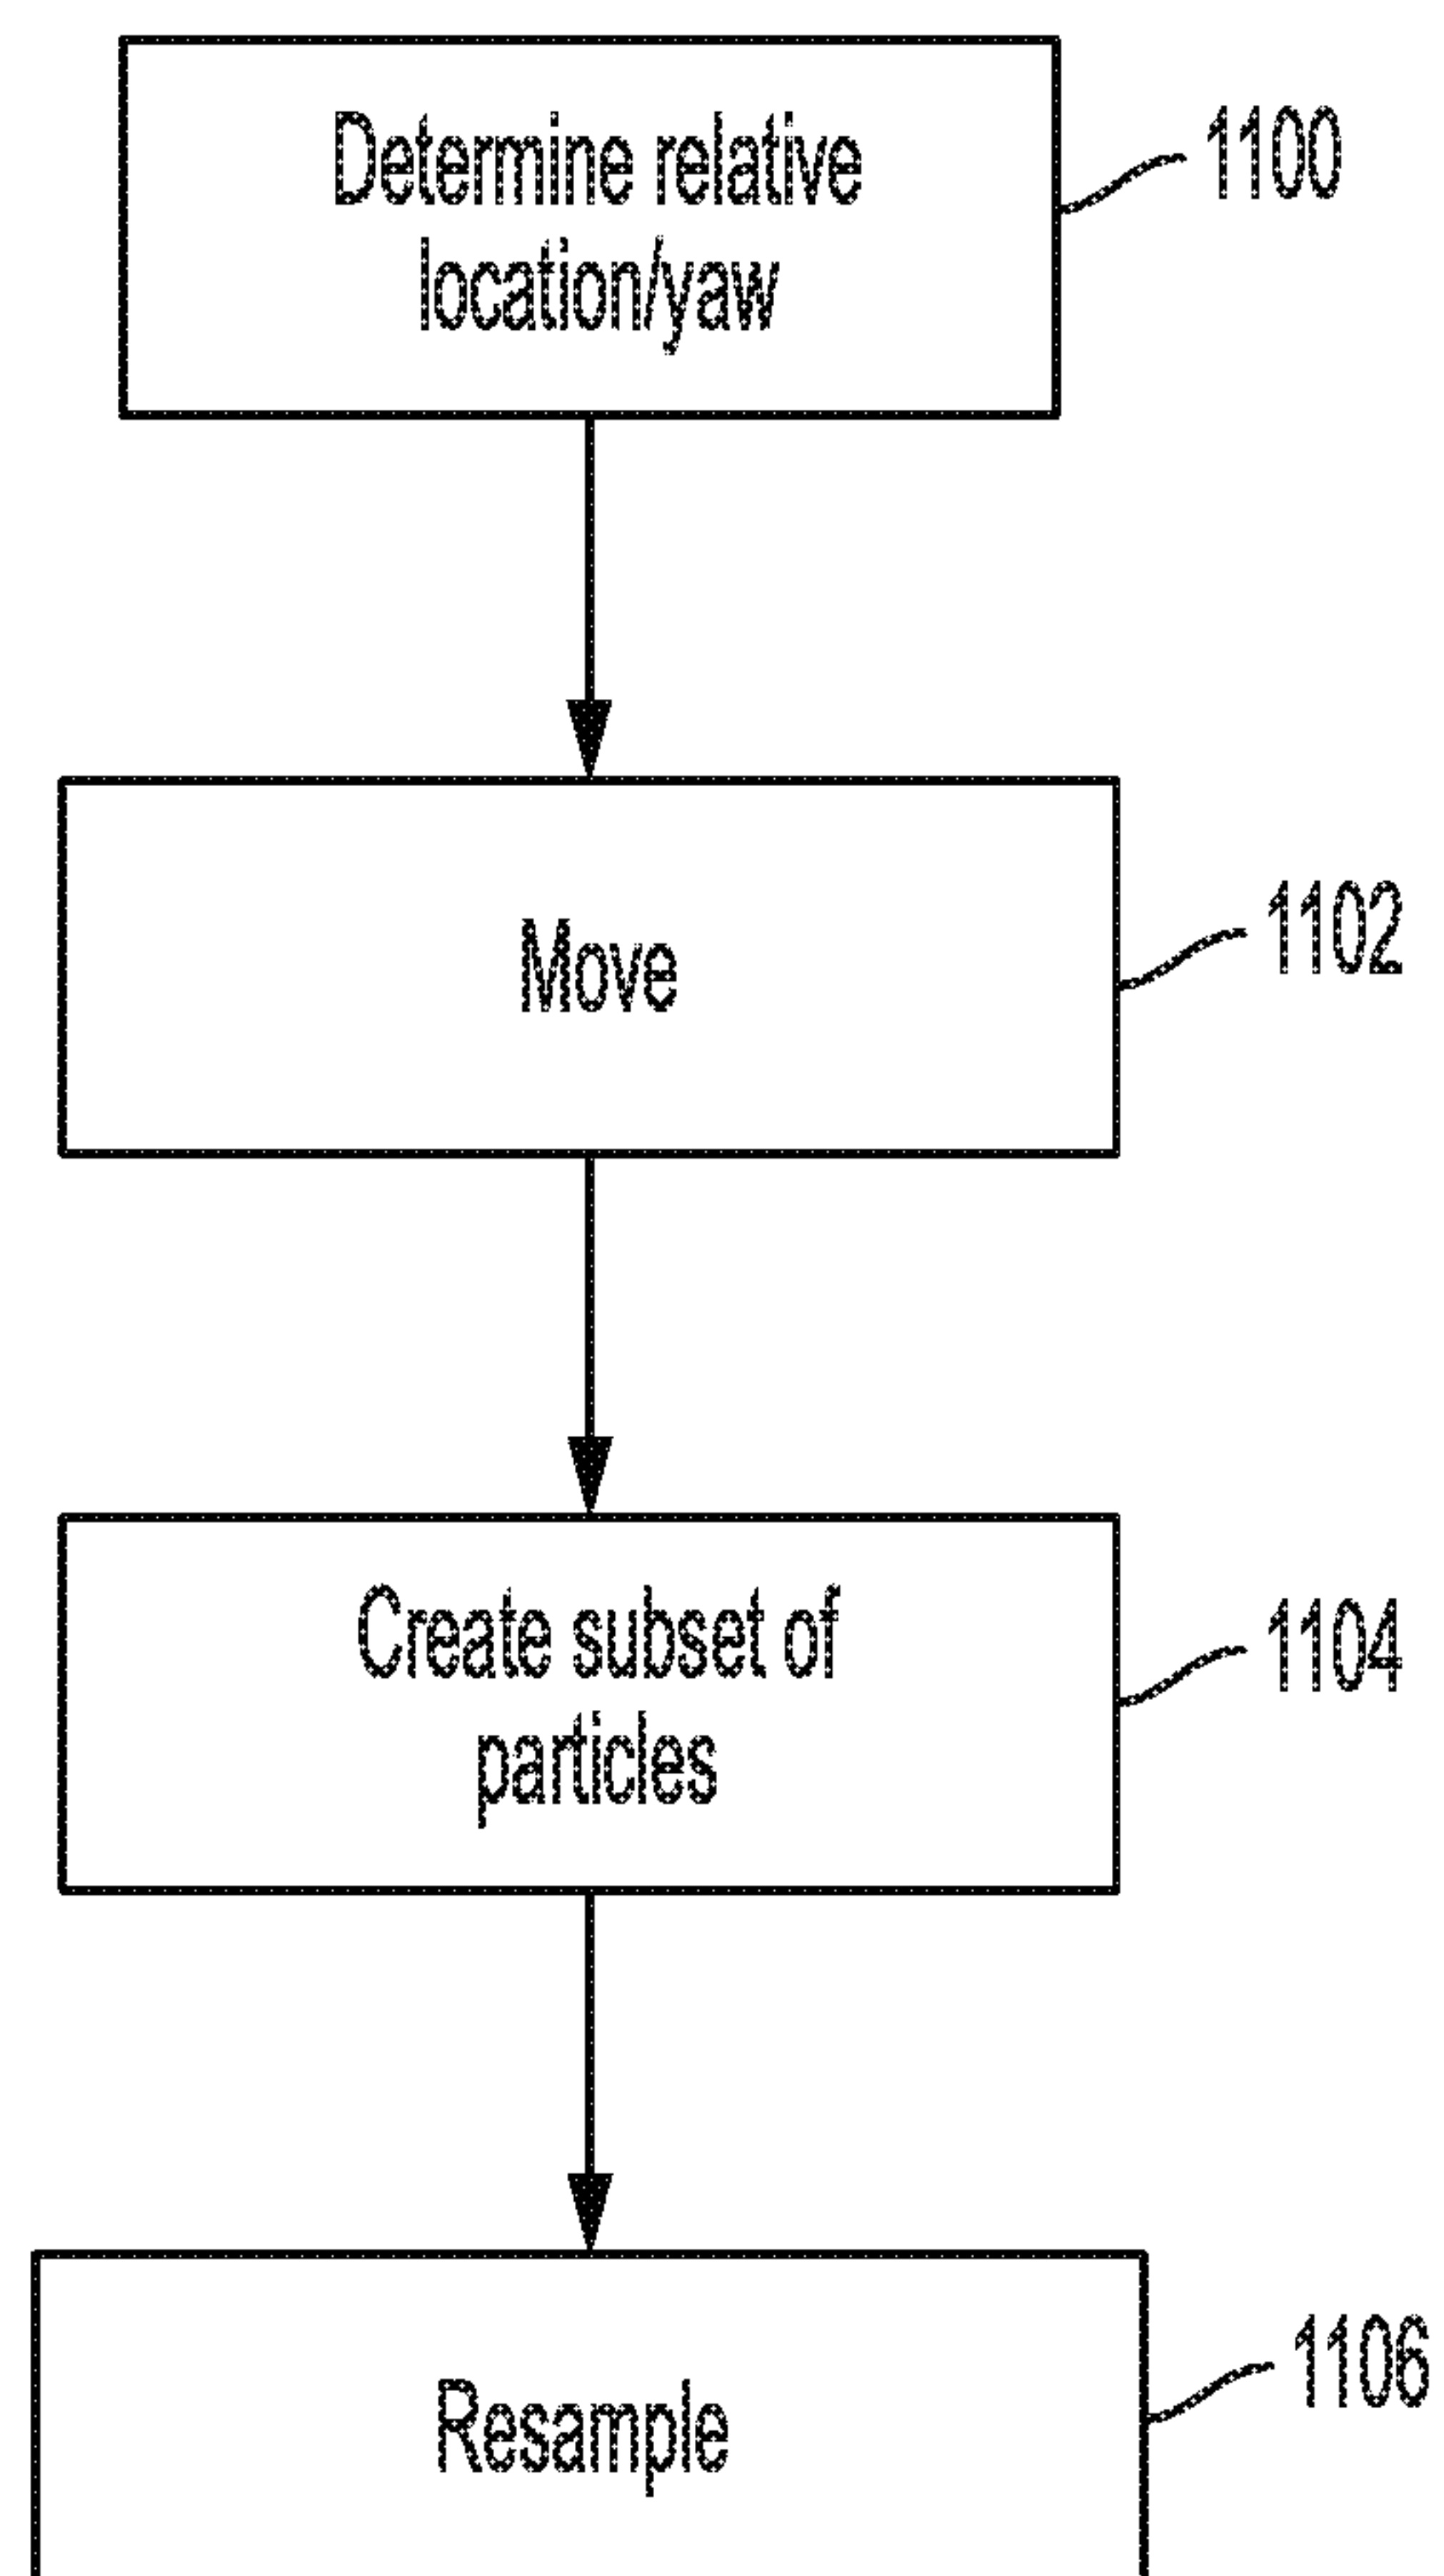 Determine relative
location/yaw
1100
Move
1102
Create subset of
particles
1104
Resample
1106